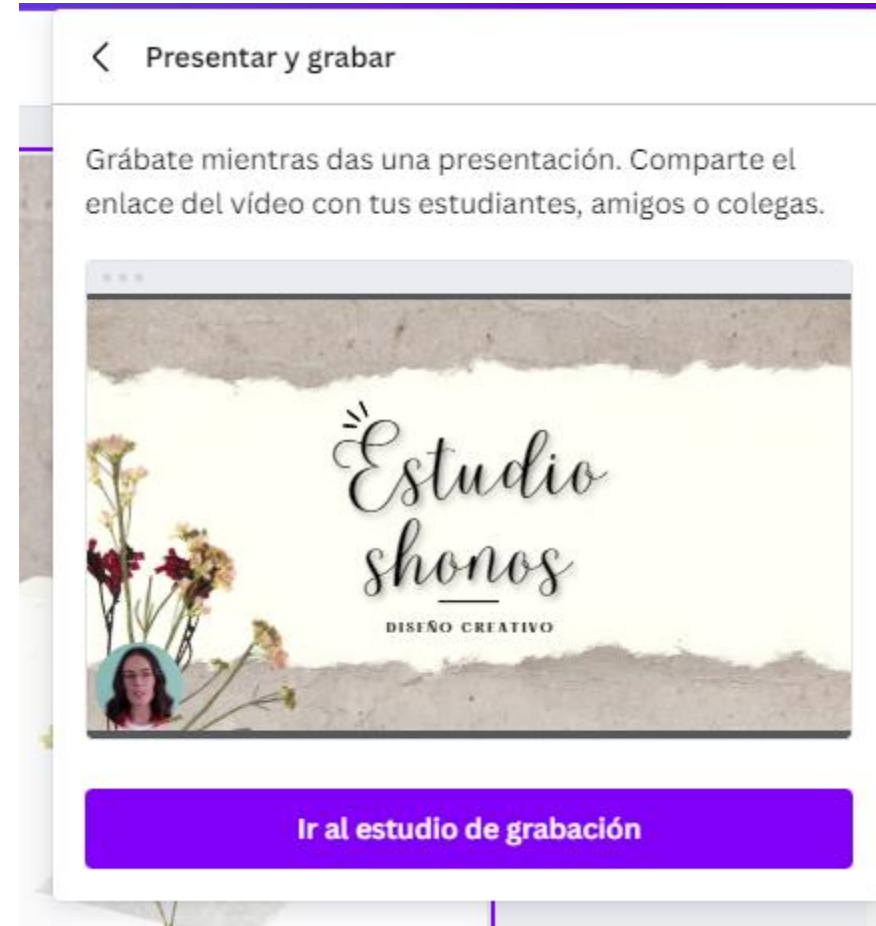 Presentar y grabar
Grábate mientras das una presentación. Comparte el
enlace del vídeo con tus estudiantes, amigos o colegas.
Estudio
shonos
DISEÑO CREATIVO
Ir al estudio de grabación